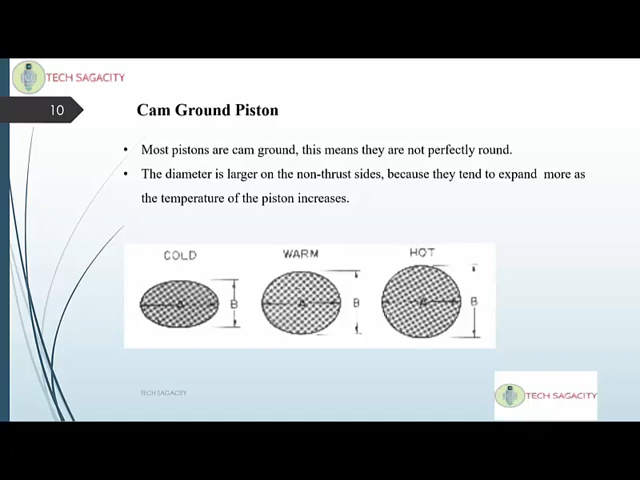 TECH SAGACITY
10
Cam Ground Piston
• Most pistons are cam ground, this means they are not perfectly round.
• The diameter is larger on the non-thrust sides, because they tend to expand more as
the temperature of the piston increases.
COLD WARM HOT
A B A B A B
TECH SAGACITY
TECH SAGACITY